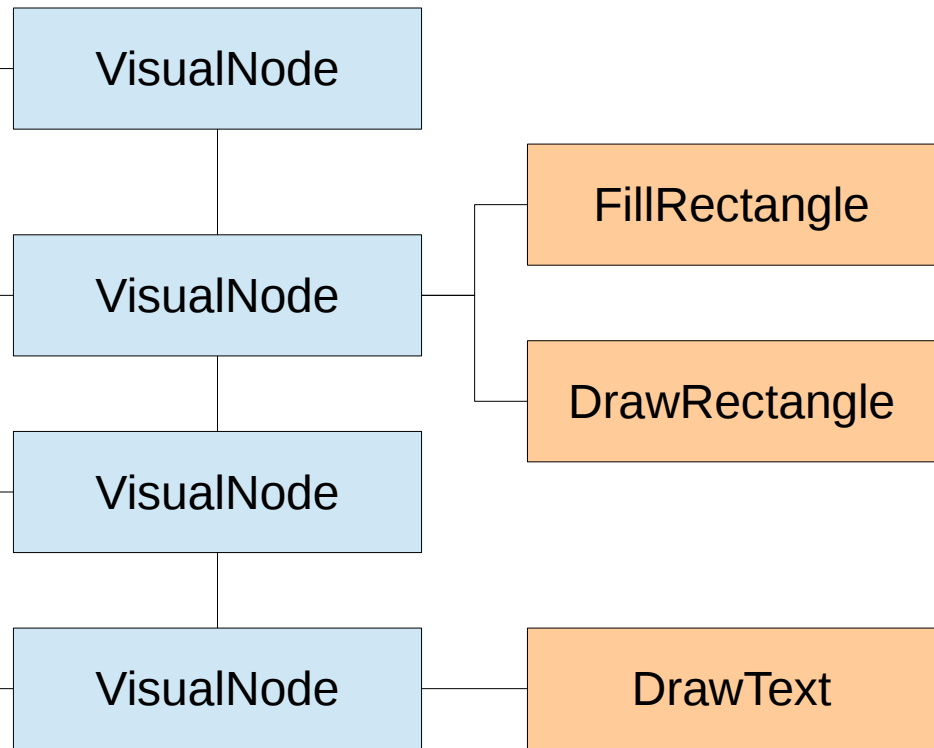 VisualNode
FillRectangle
VisualNode
DrawRectangle
VisualNode
VisualNode
DrawText